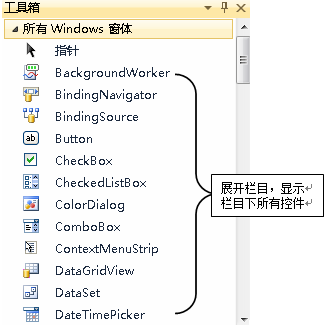 工具箱
所有 Windows 窗体
指针
BackgroundWorker
BindingNavigator
BindingSource
Button
CheckBox
CheckedListBox
ColorDialog
ComboBox
ContextMenuStrip
DataGridView
DataSet
DateTimePicker
展开栏目，显示
栏目下所有控件